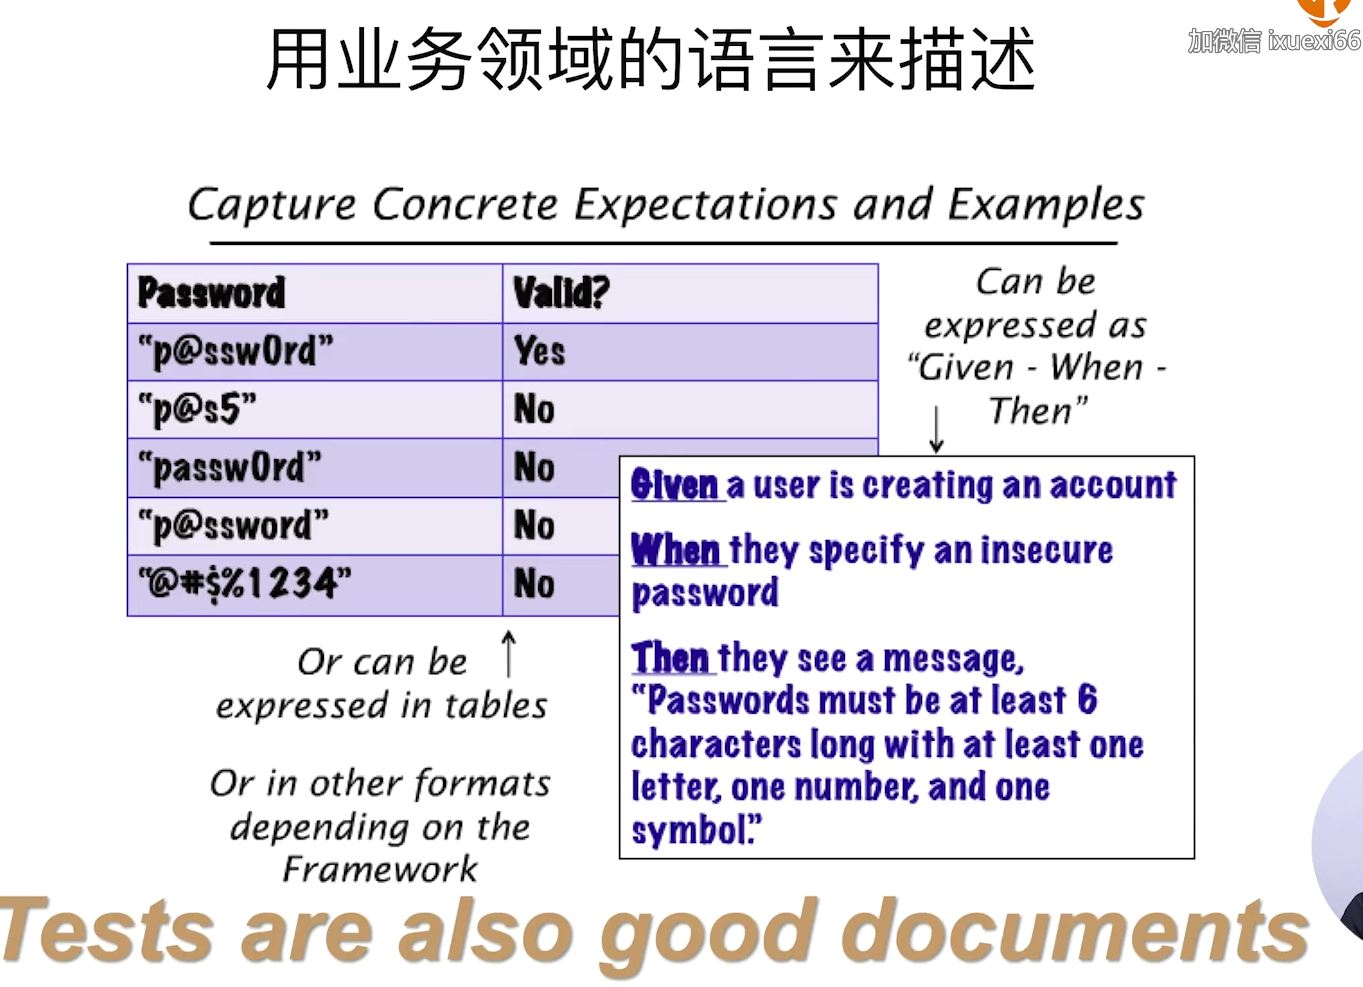 用业务领域的语言来描述
加微信 ixuexi66
Capture Concrete Expectations and Examples
Password Valid?
“p@ssw0rd” Yes
“p@s5” No
“passw0rd” No
“p@ssword” No
“@#$%1234” No
Can be
expressed as
“Given - When -
Then”
Given a user is creating an account
When they specify an insecure
password
Then they see a message,
“Passwords must be at least 6
characters long with at least one
letter, one number, and one
symbol.”
Or can be
expressed in tables
Or in other formats
depending on the
Framework
Tests are also good documents